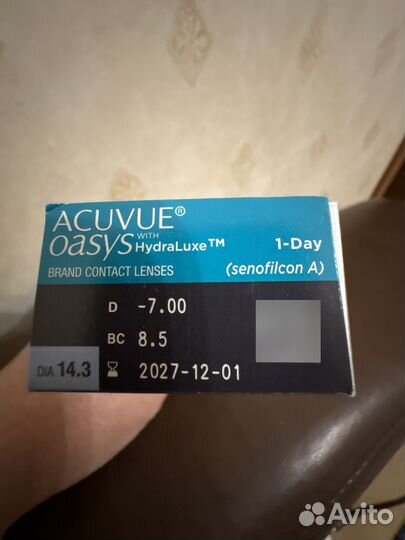 ACUVUE®
OASYS WITH HydraLuxe™ 1-Day
BRAND CONTACT LENSES (senofilcon A)
D -7.00
BC 8.5
DIA 14.3 2027-12-01
Avito